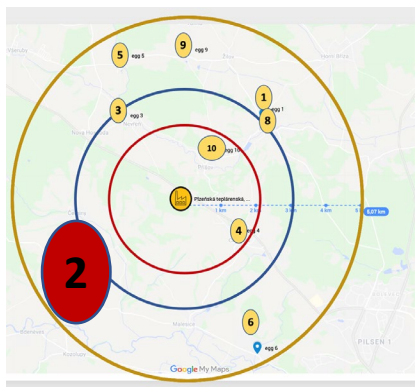 9
egg 9
5
egg 5
1
egg 1
3
egg 3
8
10
egg 10
Plzeňská teplárenská, ...
1 km
2 km
3 km
4 km
5,07 km
4
egg 4
2
6
egg 6
PILSEN 1
Google My Maps